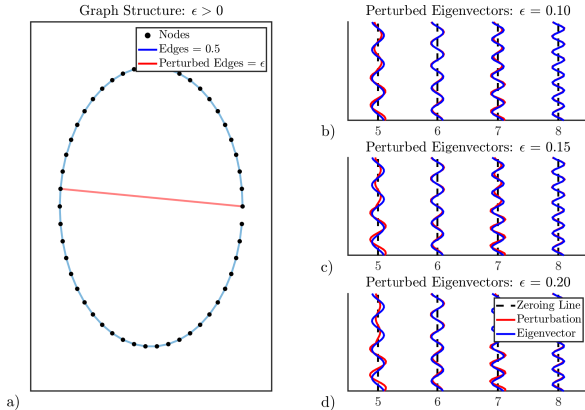 Graph Structure: ϵ > 0
Nodes
Edges = 0.5
Perturbed Edges = ϵ
a)
Perturbed Eigenvectors: ϵ = 0.10
5 6 7 8
b)
Perturbed Eigenvectors: ϵ = 0.15
5 6 7 8
c)
Perturbed Eigenvectors: ϵ = 0.20
Zeroing Line
Perturbation
Eigenvector
5 6 7 8
d)